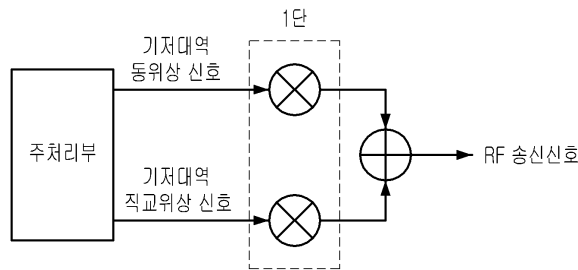 1단
기저대역
동위상 신호
주처리부
RF 송신신호
기저대역
직교위상 신호